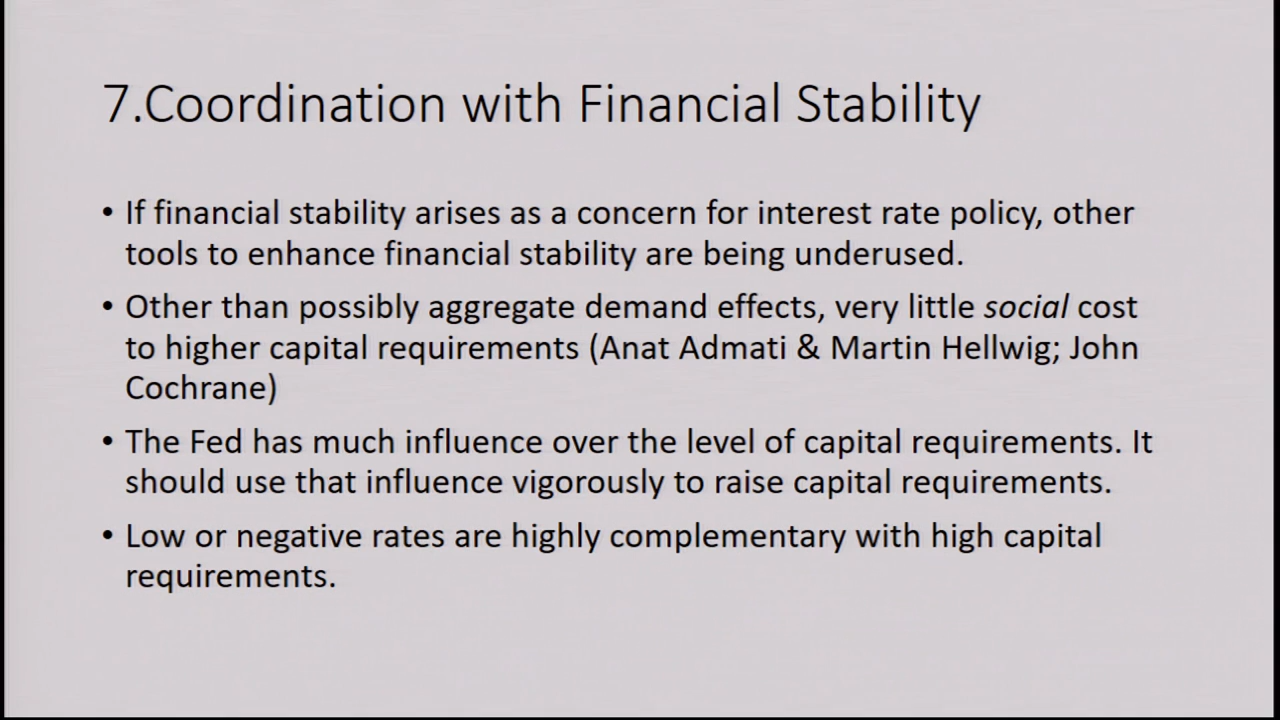 7.Coordination with Financial Stability
• If financial stability arises as a concern for interest rate policy, other
tools to enhance financial stability are being underused.
• Other than possibly aggregate demand effects, very little social cost
to higher capital requirements (Anat Admati & Martin Hellwig; John
Cochrane)
• The Fed has much influence over the level of capital requirements. It
should use that influence vigorously to raise capital requirements.
• Low or negative rates are highly complementary with high capital
requirements.